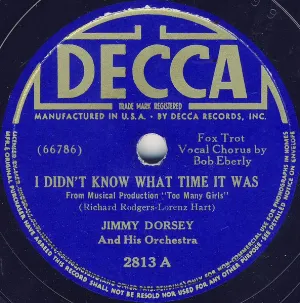 DECCA
TRADE MARK REGISTERED
MANUFACTURED IN U.S.A. BY DECCA RECORDS, INC.
Fox Trot
(66786)
Vocal Chorus by
Bob Eberly
I DIDN'T KNOW WHAT TIME IT WAS
From Musical Production "Too Many Girls"
(Richard Rodgers-Lorenz Hart)
JIMMY DORSEY
And His Orchestra
2813 A